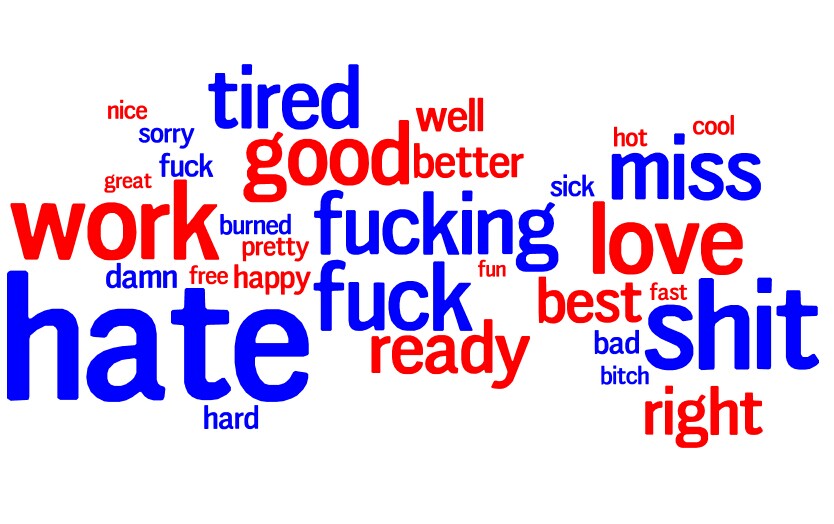 tired
nice
well
sorry
cool
hot
good
better
fuck
great
sick
miss
work
burned
fucking
love
pretty
damn
free
happy
fun
fuck
best
fast
hate
shit
ready
bad
bitch
hard
right